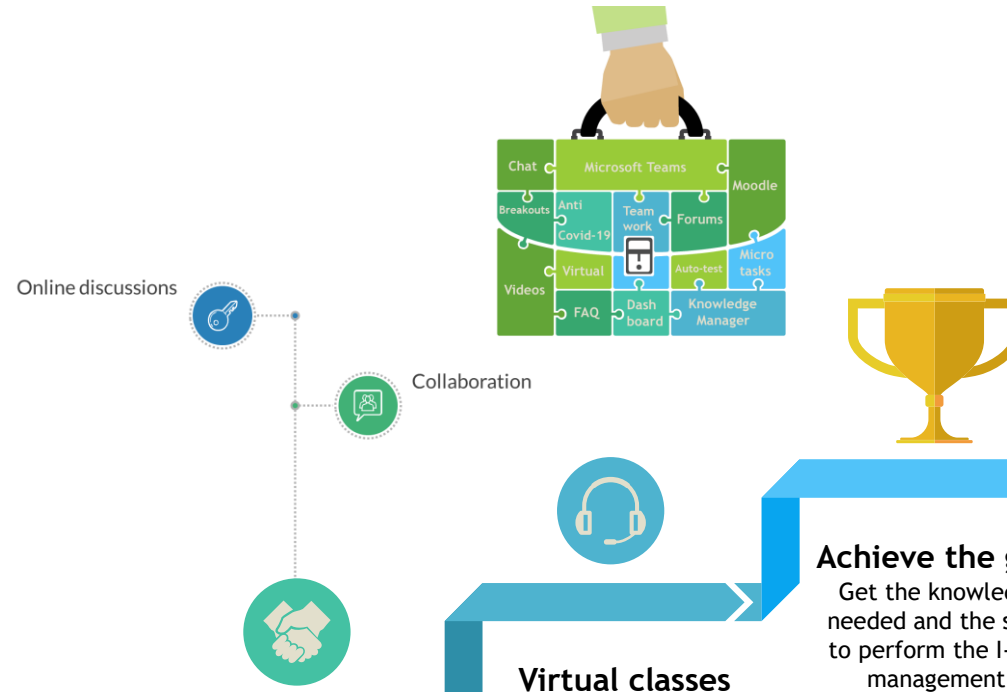 Chat
Microsoft Teams
Moodle
Breakouts
Anti
Covid-19
Team
work
Forums
Videos
Virtual
Auto-test
Micro
tasks
FAQ
Dash
board
Knowledge
Manager
Online discussions
Collaboration
Achieve the
Get the
needed and the
to perform the
management
Virtual classes